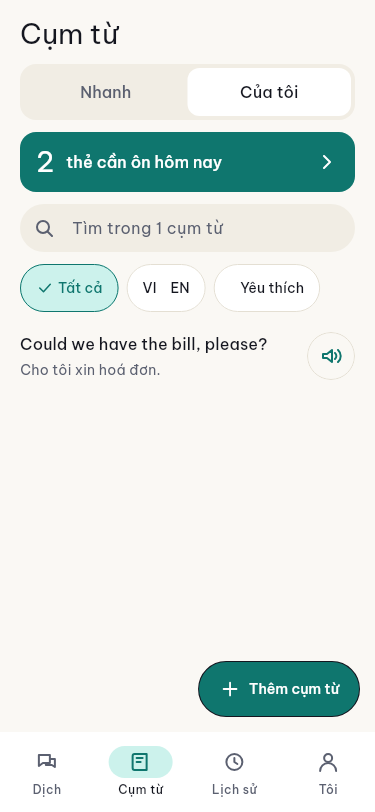 Cụm từ
Nhanh
Của tôi
2 thẻ cần ôn hôm nay
Tìm trong 1 cụm từ
Tất cả
VI EN
Yêu thích
Could we have the bill, please?
Cho tôi xin hoá đơn.
Thêm cụm từ
Dịch
Cụm từ
Lịch sử
Tôi